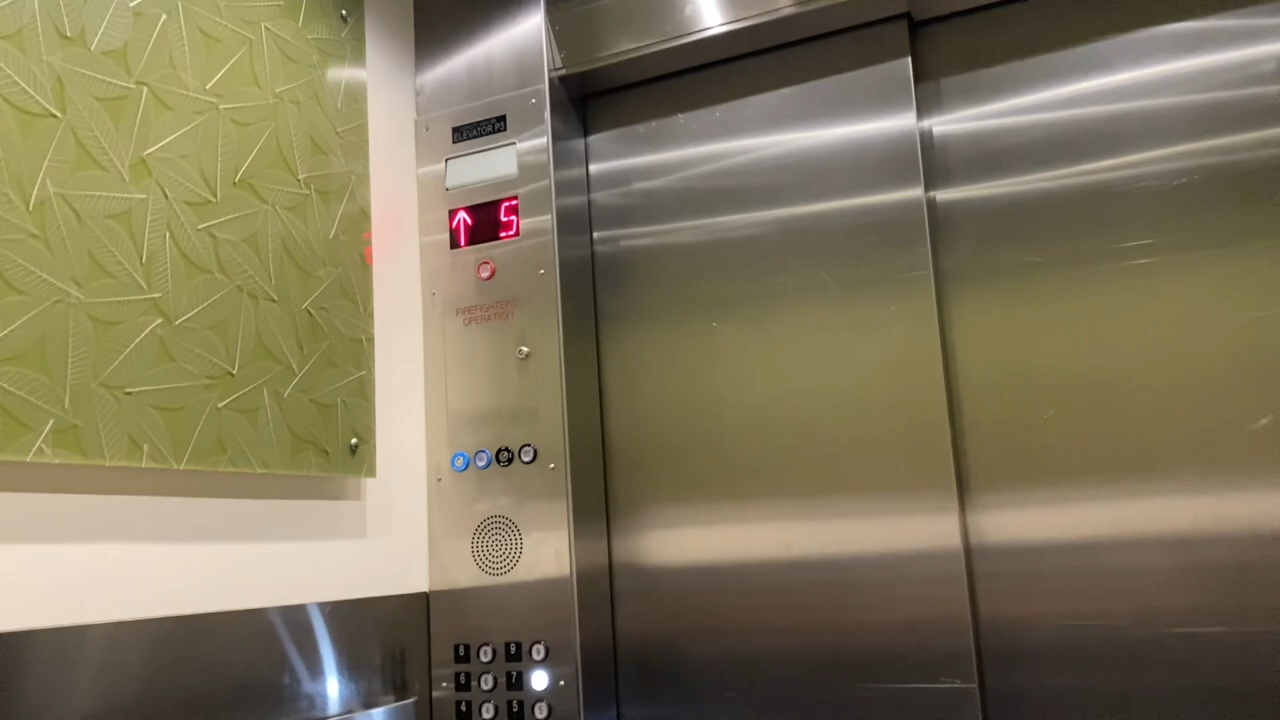 ELEVATOR P3
↑ 5
FIREFIGHTERS'
OPERATION
8 9
6 7
4 5